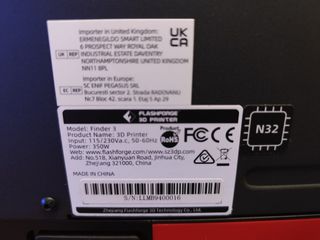 Importer in United Kingdom:
ERMENEGILDO SMART LIMITED
6 PROSPECT WAY ROYAL OAK
UK REP INDUSTRIAL ESTATE DAVENTRY
NORTHAMPTONSHIRE UNITED KINGDOM
NN11 8PL
UK
CA
Importer in Europe:
SC ENF PEGASUS SRL
EC REP Bucuresti Sector 2, Strada RADOVANU
Nr.7 Bloc 42, scara 1, Etaj 5 Ap 29
FLASHFORGE
3D PRINTER
Model: Finder 3
Product Name: 3D Printer
Input: 115/230Va.c, 50-60Hz
Power: 350W
www.flashforge.com/www.sz3dp.com
Add: No.518, Xianyuan Road, Jinhua City,
Zhejiang 321000, China
RoHS
FC CE
MADE IN CHINA
S/N:LLMB9400016
Zhejiang Flashforge 3D Technology Co., Ltd
N32